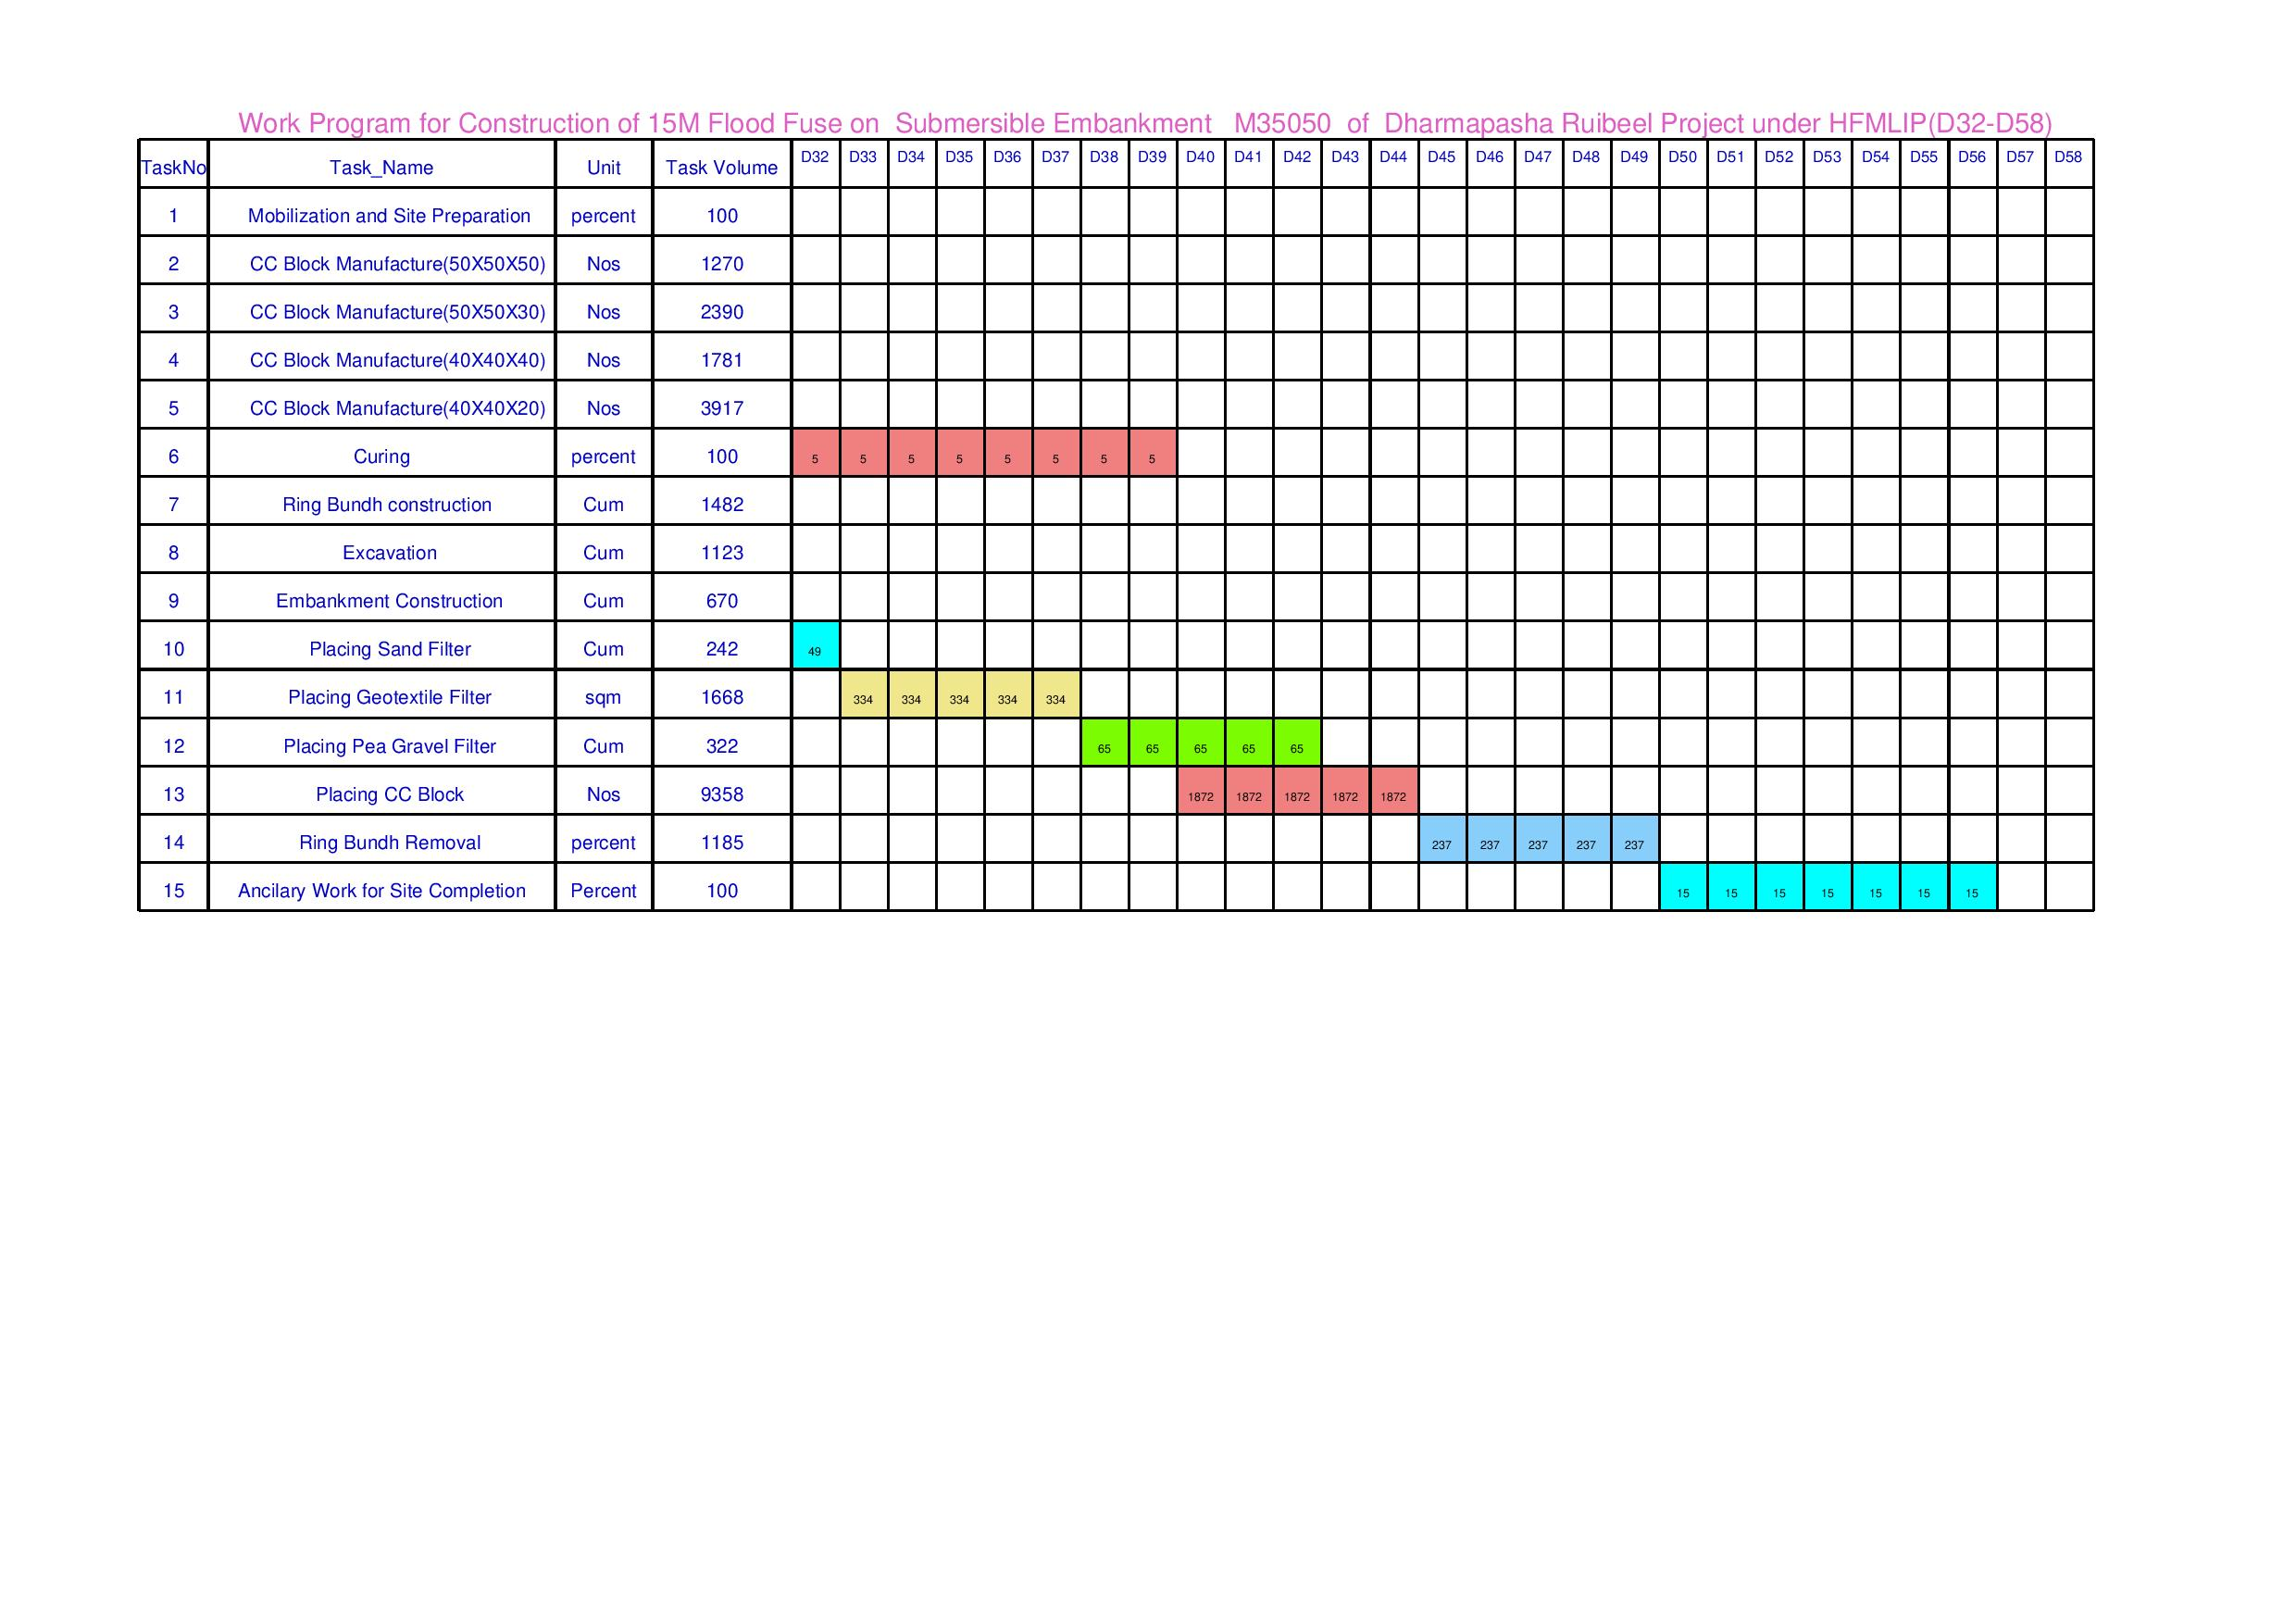 Work Program for Construction of 15M Flood Fuse on  Submersible Embankment   M35050  of  Dharmapasha Ruibeel Project under HFMLIP(D32-D58)
TaskNo Task_Name Unit Task Volume D32 D33 D34 D35 D36 D37 D38 D39 D40 D41 D42 D43 D44 D45 D46 D47 D48 D49 D50 D51 D52 D53 D54 D55 D56 D57 D58
1 Mobilization and Site Preparation percent 100
2 CC Block Manufacture(50X50X50) Nos 1270
3 CC Block Manufacture(50X50X30) Nos 2390
4 CC Block Manufacture(40X40X40) Nos 1781
5 CC Block Manufacture(40X40X20) Nos 3917
6 Curing percent 100 5 5 5 5 5 5 5 5
7 Ring Bundh construction Cum 1482
8 Excavation Cum 1123
9 Embankment Construction Cum 670
10 Placing Sand Filter Cum 242 49
11 Placing Geotextile Filter sqm 1668 334 334 334 334 334
12 Placing Pea Gravel Filter Cum 322 65 65 65 65 65
13 Placing CC Block Nos 9358 1872 1872 1872 1872 1872
14 Ring Bundh Removal percent 1185 237 237 237 237 237
15 Ancilary Work for Site Completion Percent 100 15 15 15 15 15 15 15